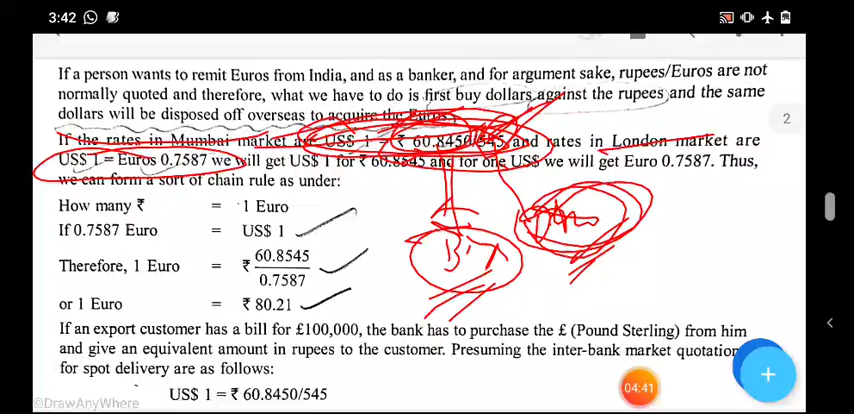 3:42
If a person wants to remit Euros from India, and as a banker, and for argument sake, rupees/Euros are not
2
normally quoted and therefore, what we have to do is first buy dollars against the rupees and the same
dollars will be disposed off overseas to acquire the Euros.
If the rates in Mumbai market are US$ 1 = ₹ 60.8450/545 and rates in London market are
US$ 1 = Euros 0.7587 we will get US$ 1 for ₹ 60.8545 and for one US$ we will get Euro 0.7587. Thus,
we can form a sort of chain rule as under:
How many ₹ = 1 Euro
If 0.7587 Euro = US$ 1
Therefore, 1 Euro = ₹ 60.8545
0.7587
or 1 Euro = ₹ 80.21
If an export customer has a bill for £100,000, the bank has to purchase the £ (Pound Sterling) from him
and give an equivalent amount in rupees to the customer. Presuming the inter-bank market quotation
for spot delivery are as follows:
US$ 1 = ₹ 60.8450/545
04:41
+
@DrawAnyWhere